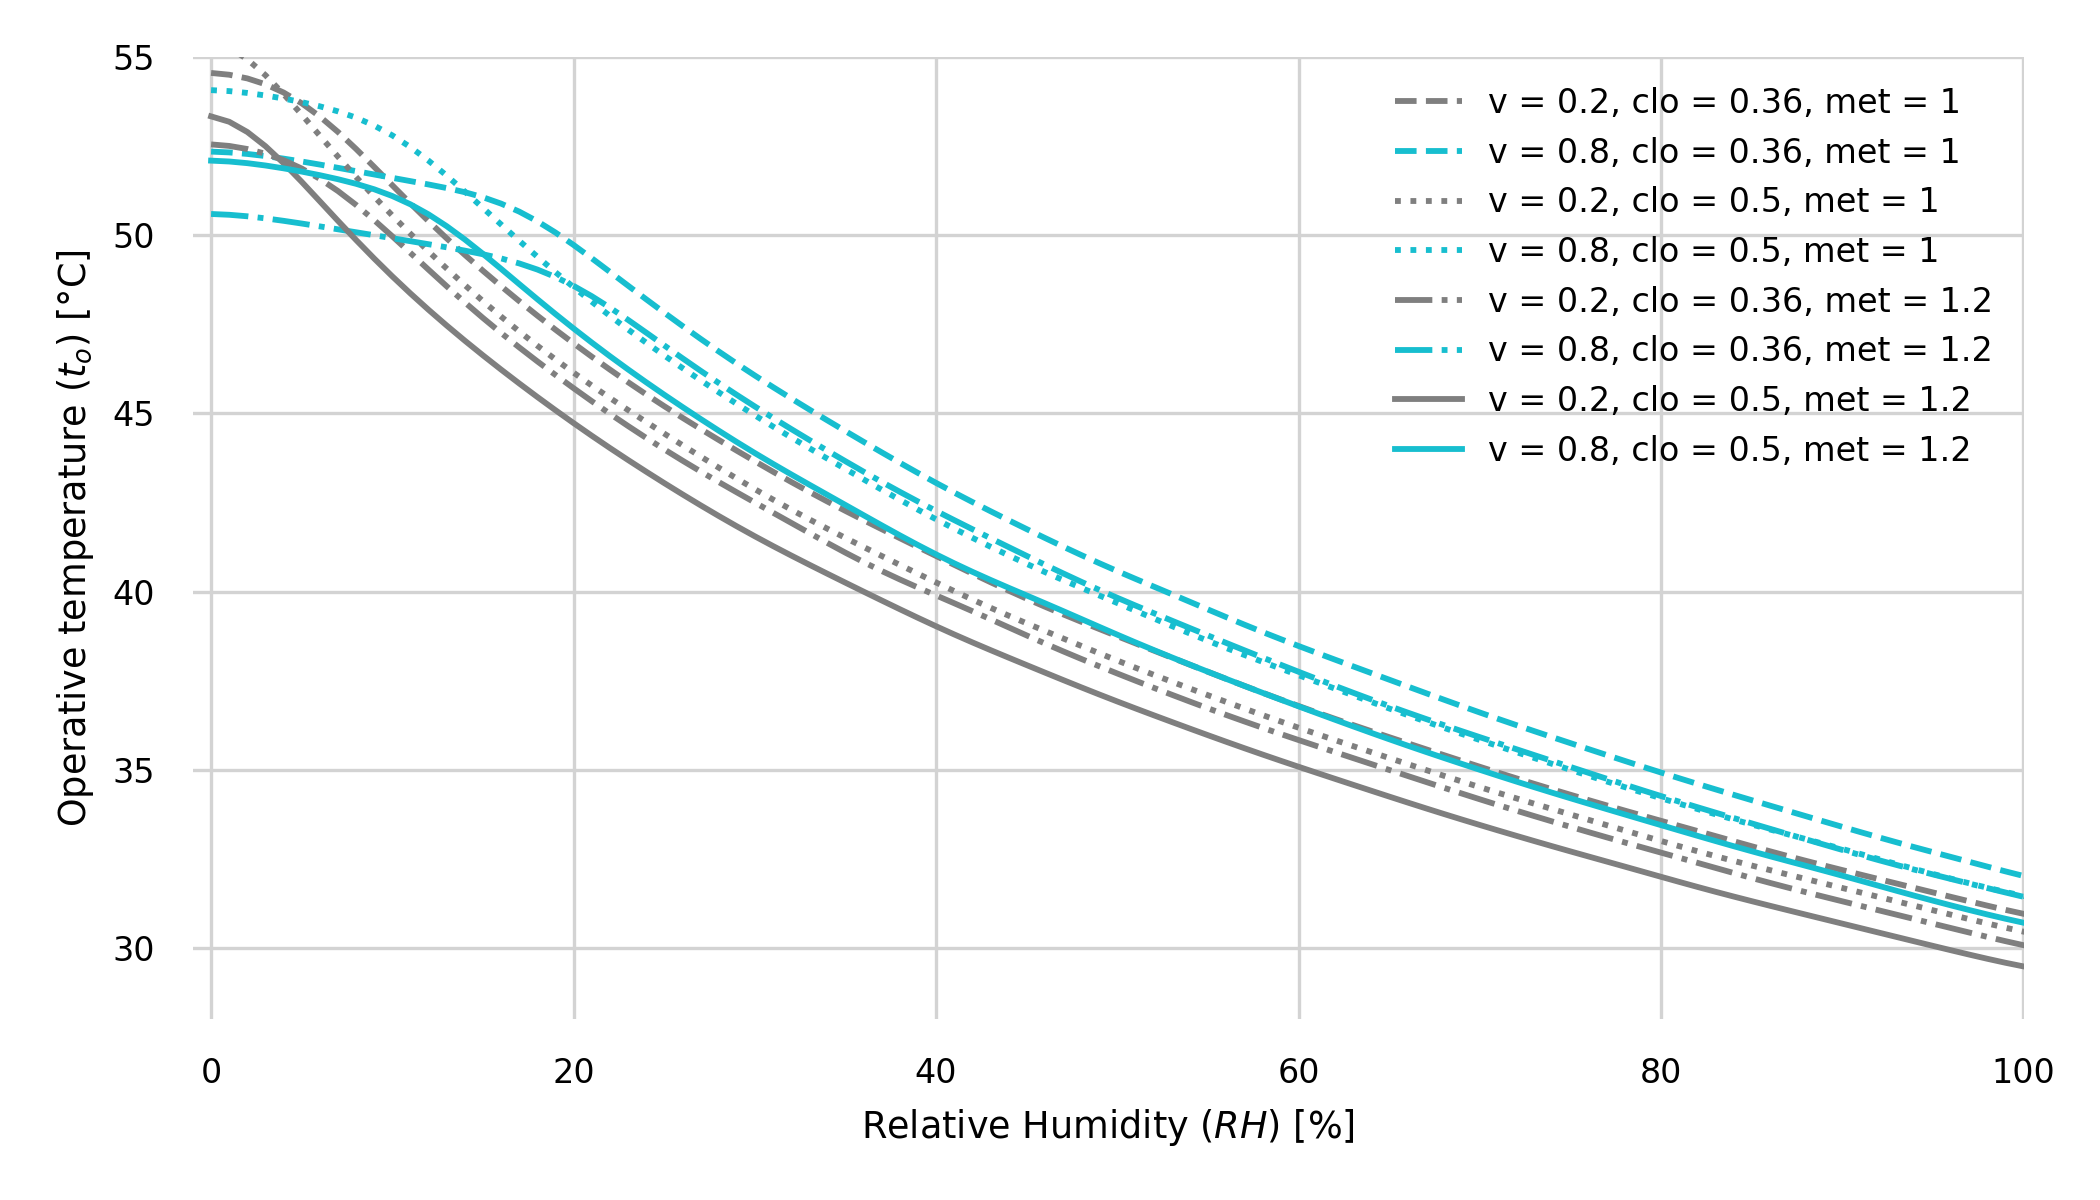 55
50
45
40
35
30
Operative temperature (tₒ) [°C]
v = 0.2, clo = 0.36, met = 1
v = 0.8, clo = 0.36, met = 1
v = 0.2, clo = 0.5, met = 1
v = 0.8, clo = 0.5, met = 1
v = 0.2, clo = 0.36, met = 1.2
v = 0.8, clo = 0.36, met = 1.2
v = 0.2, clo = 0.5, met = 1.2
v = 0.8, clo = 0.5, met = 1.2
0 20 40 60 80 100
Relative Humidity (RH) [%]